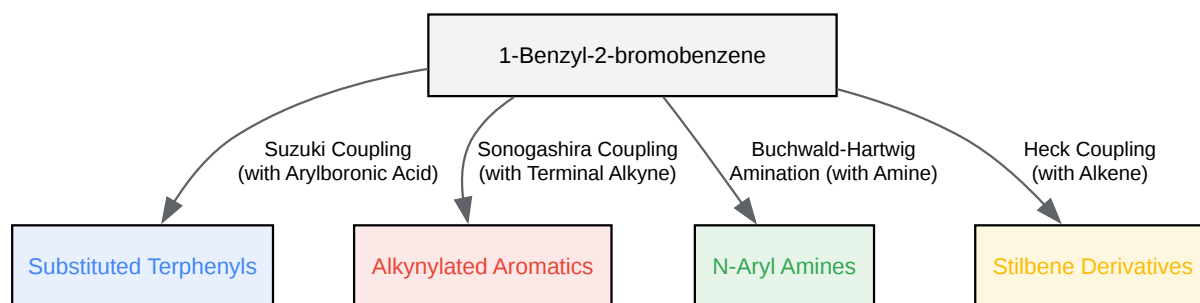 1-Benzyl-2-bromobenzene
Suzuki Coupling
(with Arylboronic Acid)
Sonogashira Coupling
(with Terminal Alkyne)
Buchwald-Hartwig
Amination (with Amine)
Heck Coupling
(with Alkene)
Substituted Terphenyls
Alkynylated Aromatics
N-Aryl Amines
Stilbene Derivatives